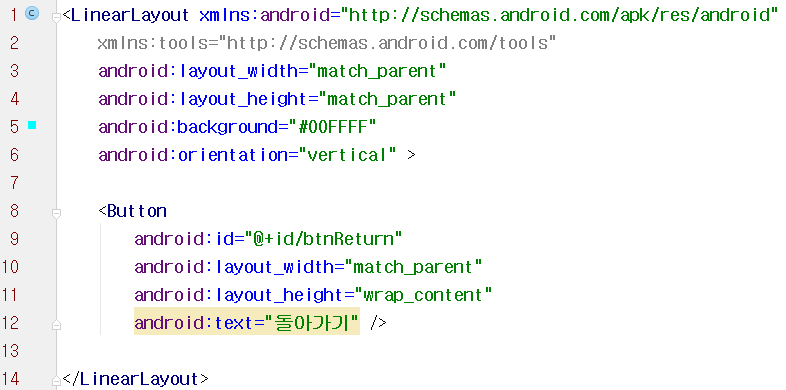 1 C <LinearLayout xmlns:android="http://schemas.android.com/apk/res/android"
2 xmlns:tools="http://schemas.android.com/tools"
3 android:layout_width="match_parent"
4 android:layout_height="match_parent"
5 android:background="#00FFFF"
6 android:orientation="vertical" >
7
8 <Button
9 android:id="@+id/btnReturn"
10 android:layout_width="match_parent"
11 android:layout_height="wrap_content"
12 android:text="돌아가기" />
13
14 </LinearLayout>